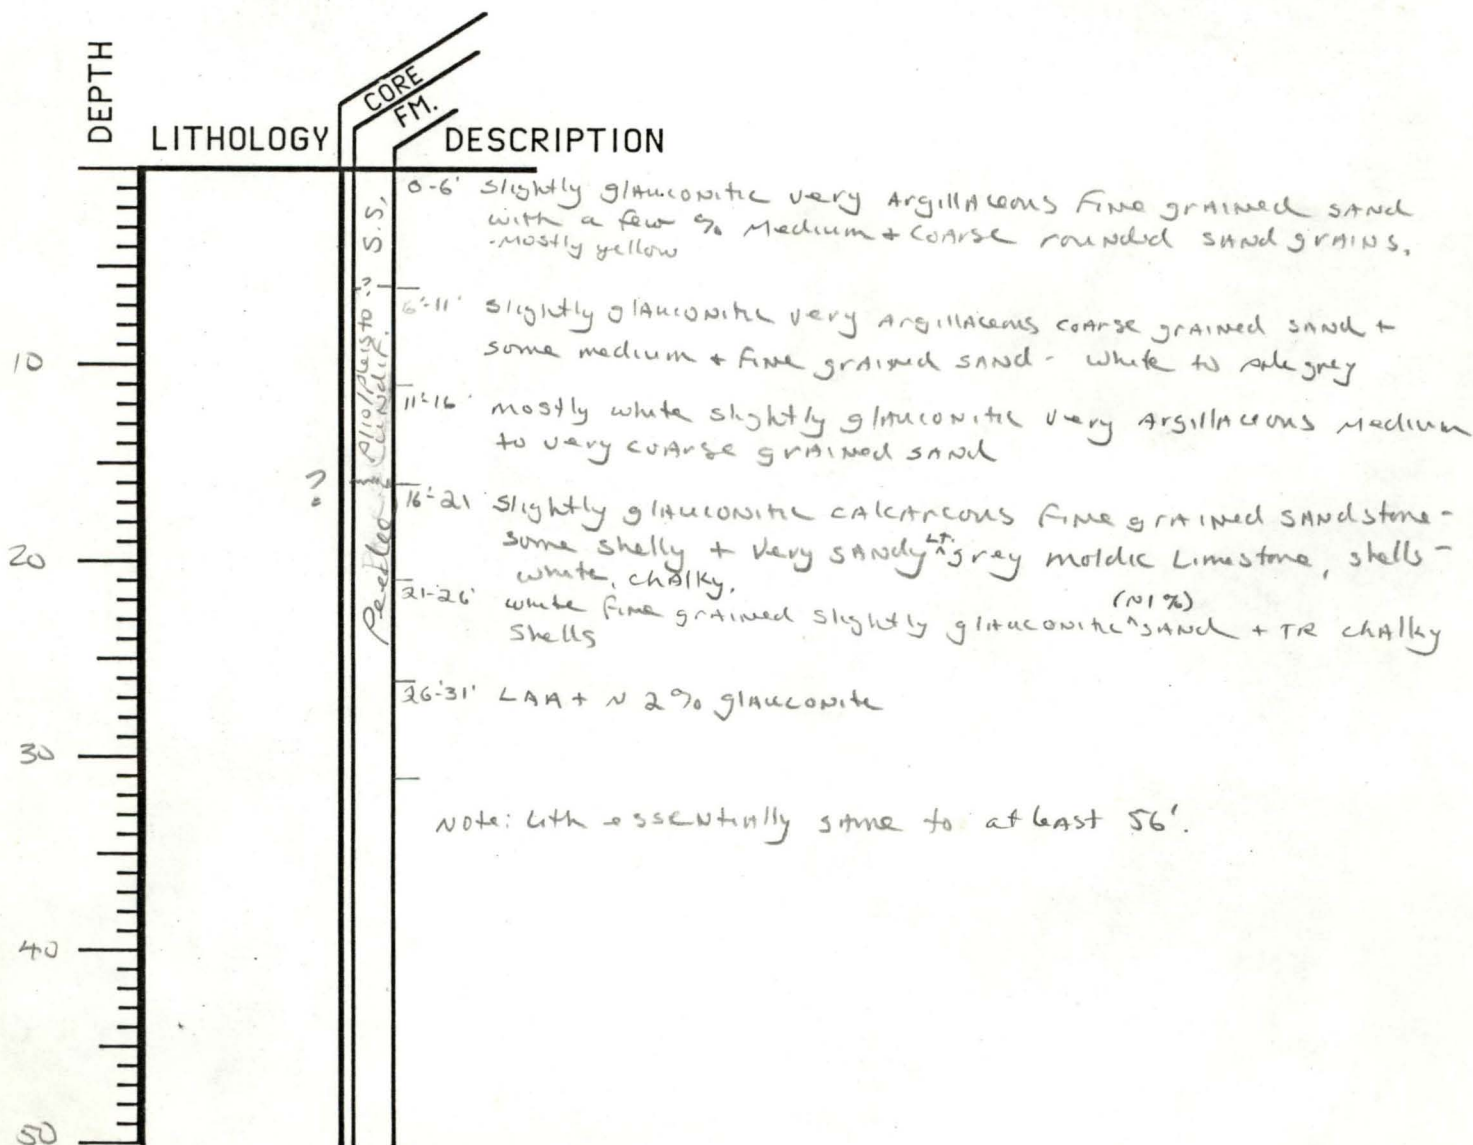 DEPTH
LITHOLOGY
CORE
FM.
DESCRIPTION
0-6' Slightly glauconitic very Argillaceous fine grained sand
with a few % Medium + Coarse rounded sand grains.
-mostly yellow
6'-11' Slightly glauconitic very Argillaceous coarse grained sand +
some medium + fine grained sand - white to pale grey
11'-16' mostly white slightly glauconitic very Argillaceous medium
to very coarse grained sand
16'-21 Slightly glauconitic calcareous fine grained sandstone -
some shelly + very sandy ^Lt. grey moldic Limestone, shells -
white, chalky.
21-26' white fine grained slightly glauconitic ^(~1%) sand + TR chalky
shells
26'-31' LAA + ~ 2% glauconite
Note: Lith essentially same to at least 56'.
Plio/pleisto ? S.S.
Peedee
?
10
20
30
40
50